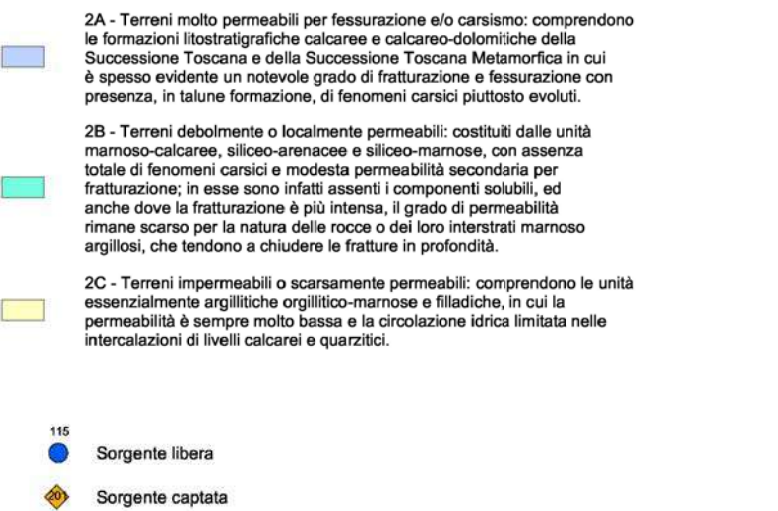 2A - Terreni molto permeabili per fessurazione e/o carsismo: comprendono
le formazioni litostratigrafiche calcaree e calcareo-dolomitiche della
Successione Toscana e della Successione Toscana Metamorfica in cui
è spesso evidente un notevole grado di fratturazione e fessurazione con
presenza, in talune formazione, di fenomeni carsici piuttosto evoluti.
2B - Terreni debolmente o localmente permeabili: costituiti dalle unità
marnoso-calcaree, siliceo-arenacee e siliceo-marnose, con assenza
totale di fenomeni carsici e modesta permeabilità secondaria per
fratturazione; in esse sono infatti assenti i componenti solubili, ed
anche dove la fratturazione è più intensa, il grado di permeabilità
rimane scarso per la natura delle rocce o dei loro interstrati marnoso
argillosi, che tendono a chiudere le fratture in profondità.
2C - Terreni impermeabili o scarsamente permeabili: comprendono le unità
essenzialmente argillitiche orgillitico-marnose e filladiche, in cui la
permeabilità è sempre molto bassa e la circolazione idrica limitata nelle
intercalazioni di livelli calcarei e quarzitici.
115
Sorgente libera
201 Sorgente captata